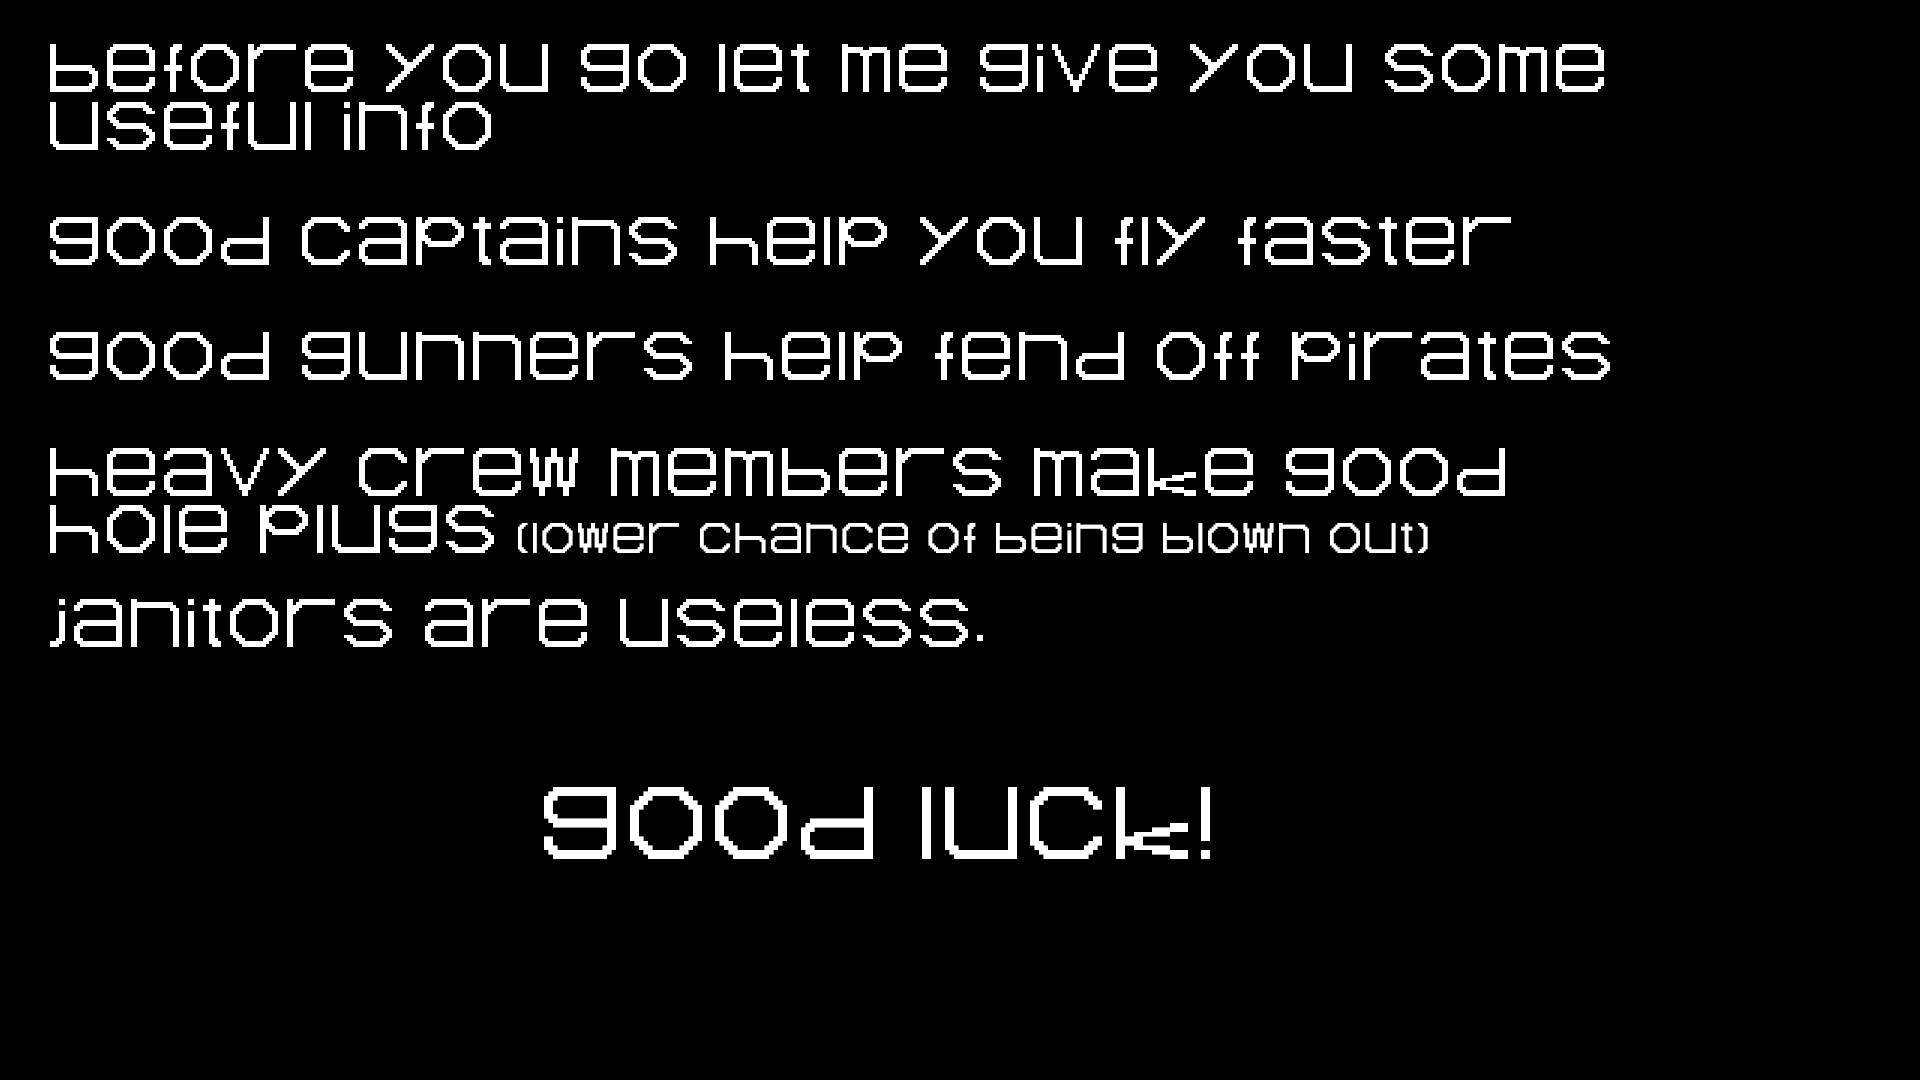 before you go let me give you some
useful info
good captains help you fly faster
good gunners help fend off pirates
heavy crew members make good
hole plugs (lower chance of being blown out)
janitors are useless.
good luck!